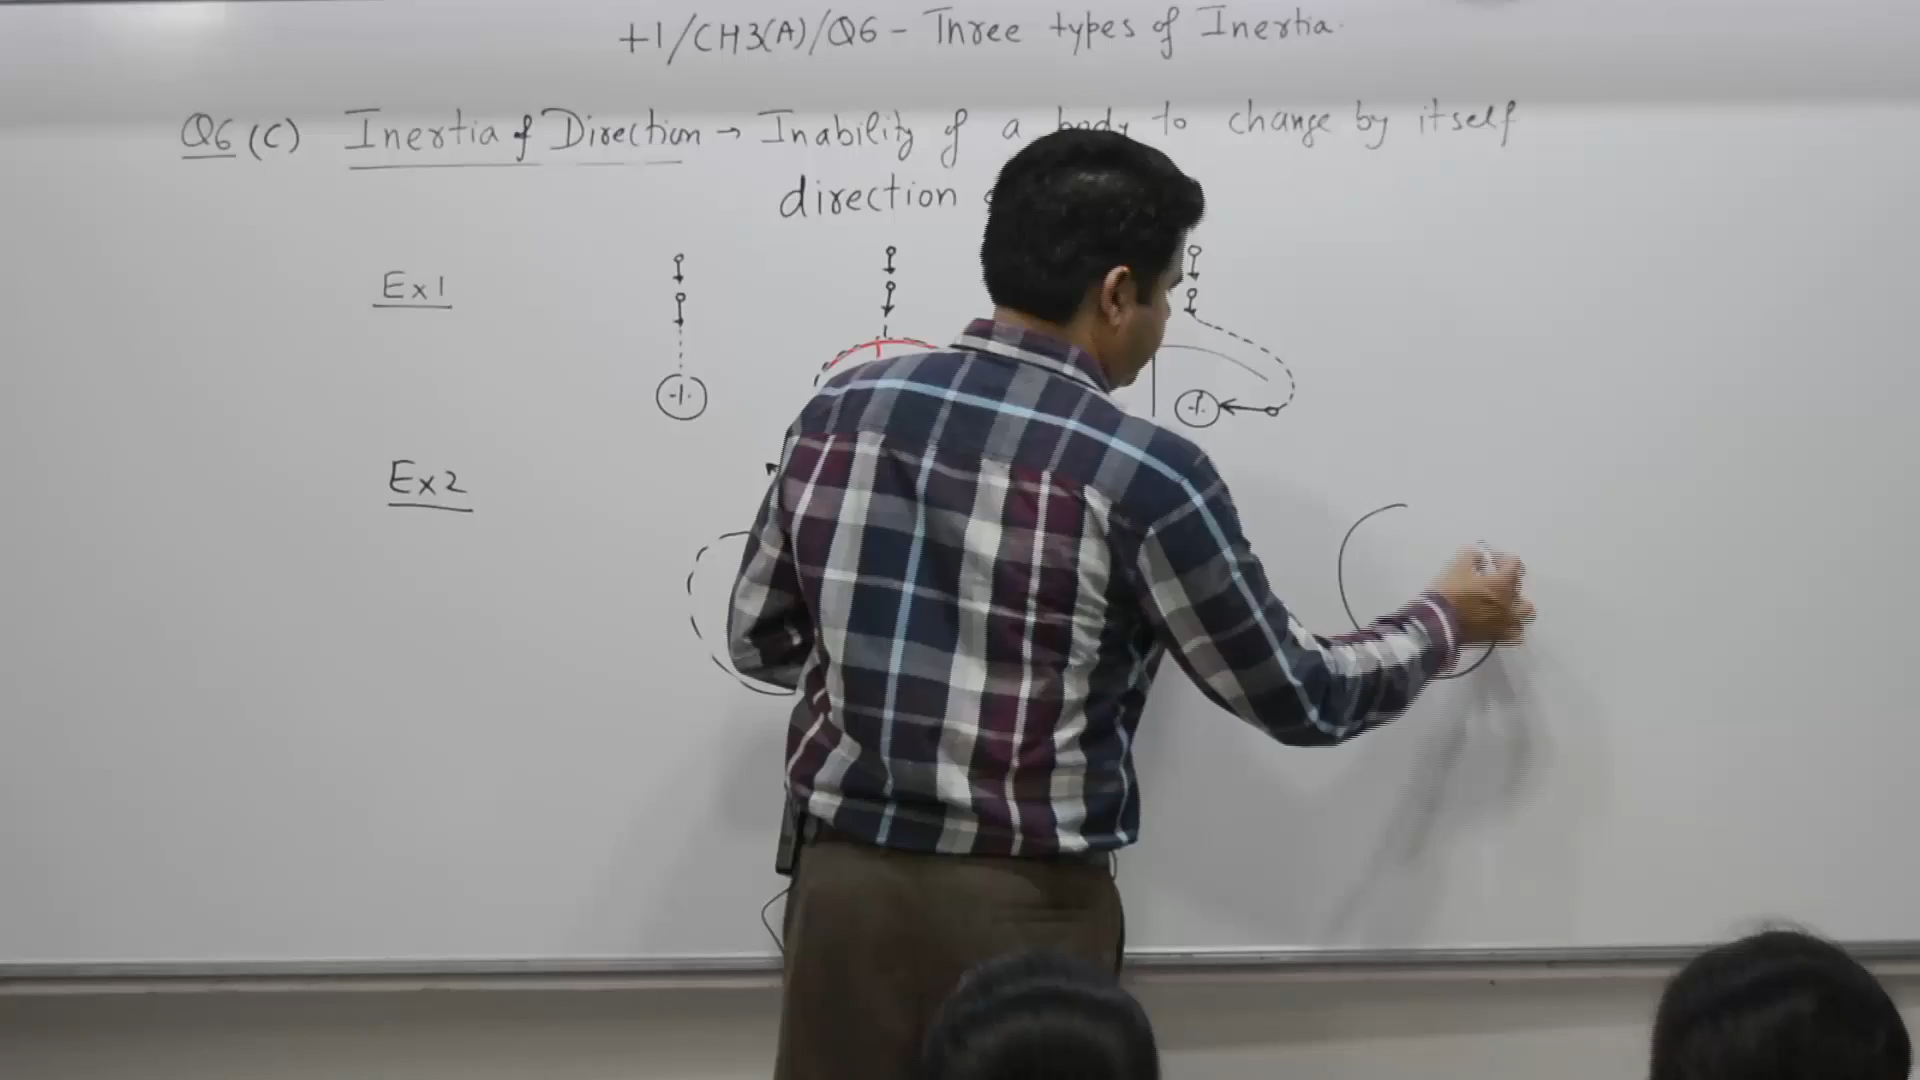 +1/CH3(A)/Q6 - Three types of Inertia.
Q6 (C) Inertia of Direction → Inability of a body to change by itself
direction
Ex1
Ex2